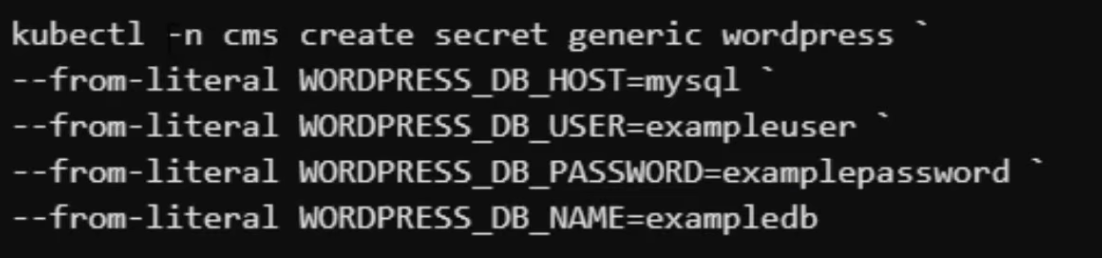 kubectl -n cms create secret generic wordpress `
--from-literal WORDPRESS_DB_HOST=mysql `
--from-literal WORDPRESS_DB_USER=exampleuser `
--from-literal WORDPRESS_DB_PASSWORD=examplepassword `
--from-literal WORDPRESS_DB_NAME=exampledb